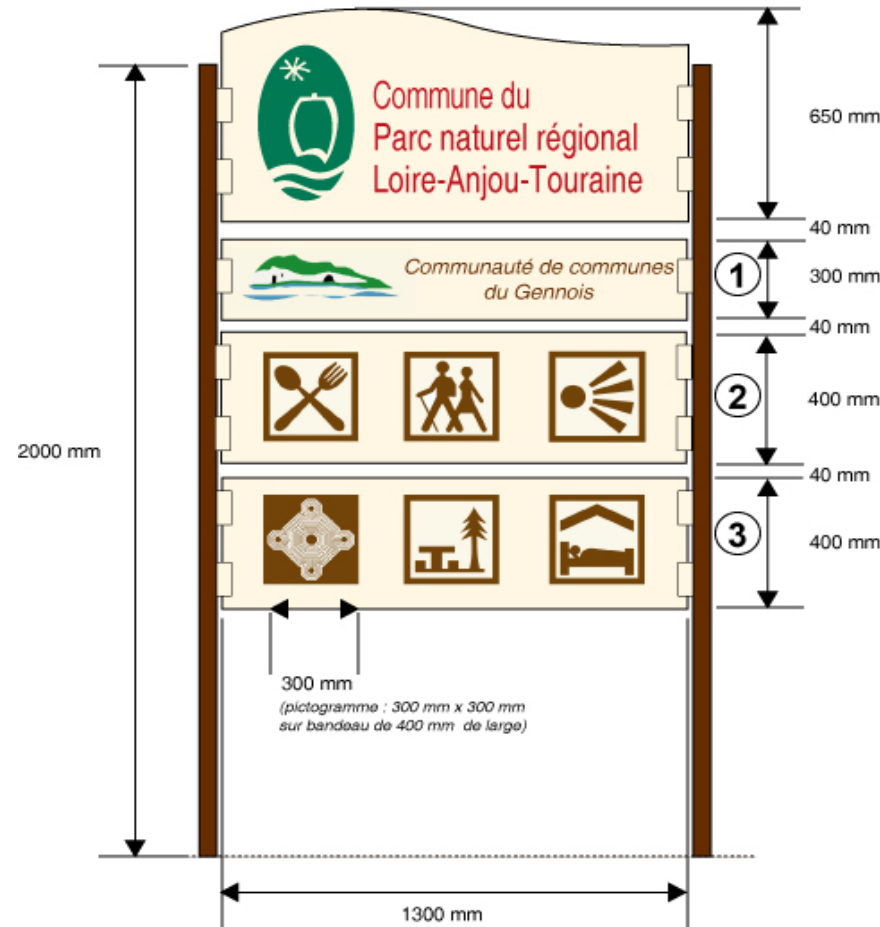 Commune du
Parc naturel régional
Loire-Anjou-Touraine
650 mm
40 mm
Communauté de communes
du Gennois
1
300 mm
40 mm
2
400 mm
2000 mm
40 mm
3
400 mm
300 mm
(pictogramme : 300 mm x 300 mm
sur bandeau de 400 mm de large)
1300 mm